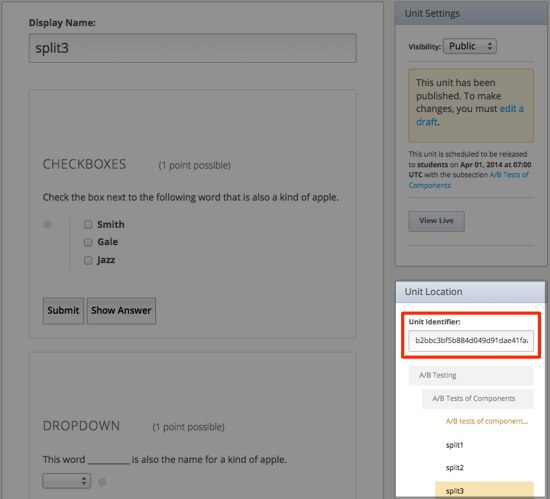 Display Name:
split3
CHECKBOXES (1 point possible)
Check the box next to the following word that is also a kind of apple.
Smith
Gale
Jazz
Submit Show Answer
DROPDOWN (1 point possible)
This word __________ is also the name for a kind of apple.
Unit Settings
Visibility: Public
This unit has been
published. To make
changes, you must edit a
draft.
This unit is scheduled to be released
to students on Apr 01, 2014 at 07:00
UTC with the subsection A/B Tests of
Components
View Live
Unit Location
Unit Identifier:
b2bbc3bf5b884d049d91dae41fa
A/B Testing
A/B Tests of Components
A/B tests of component...
split1
split2
split3